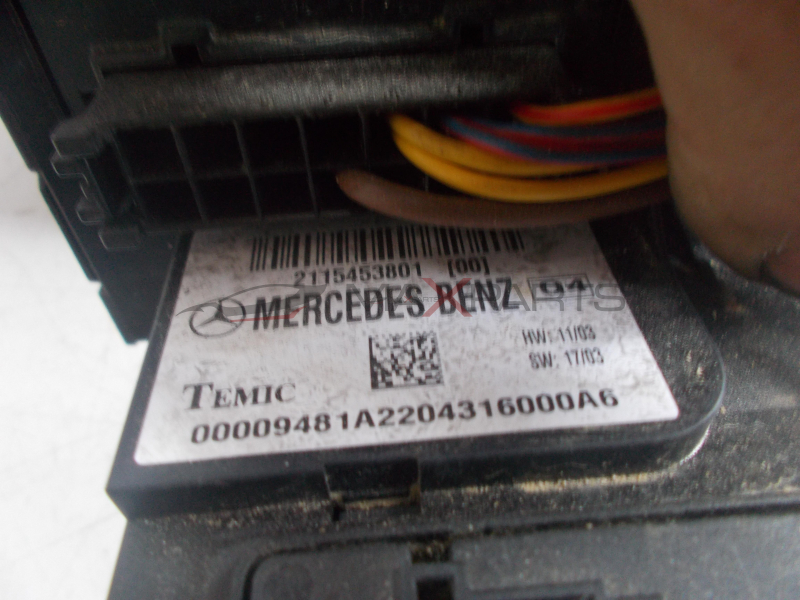 2115453801 [00]
MERCEDES BENZ 04
HW: 11/03
SW: 17/03
TEMIC
00009481A2204316000A6